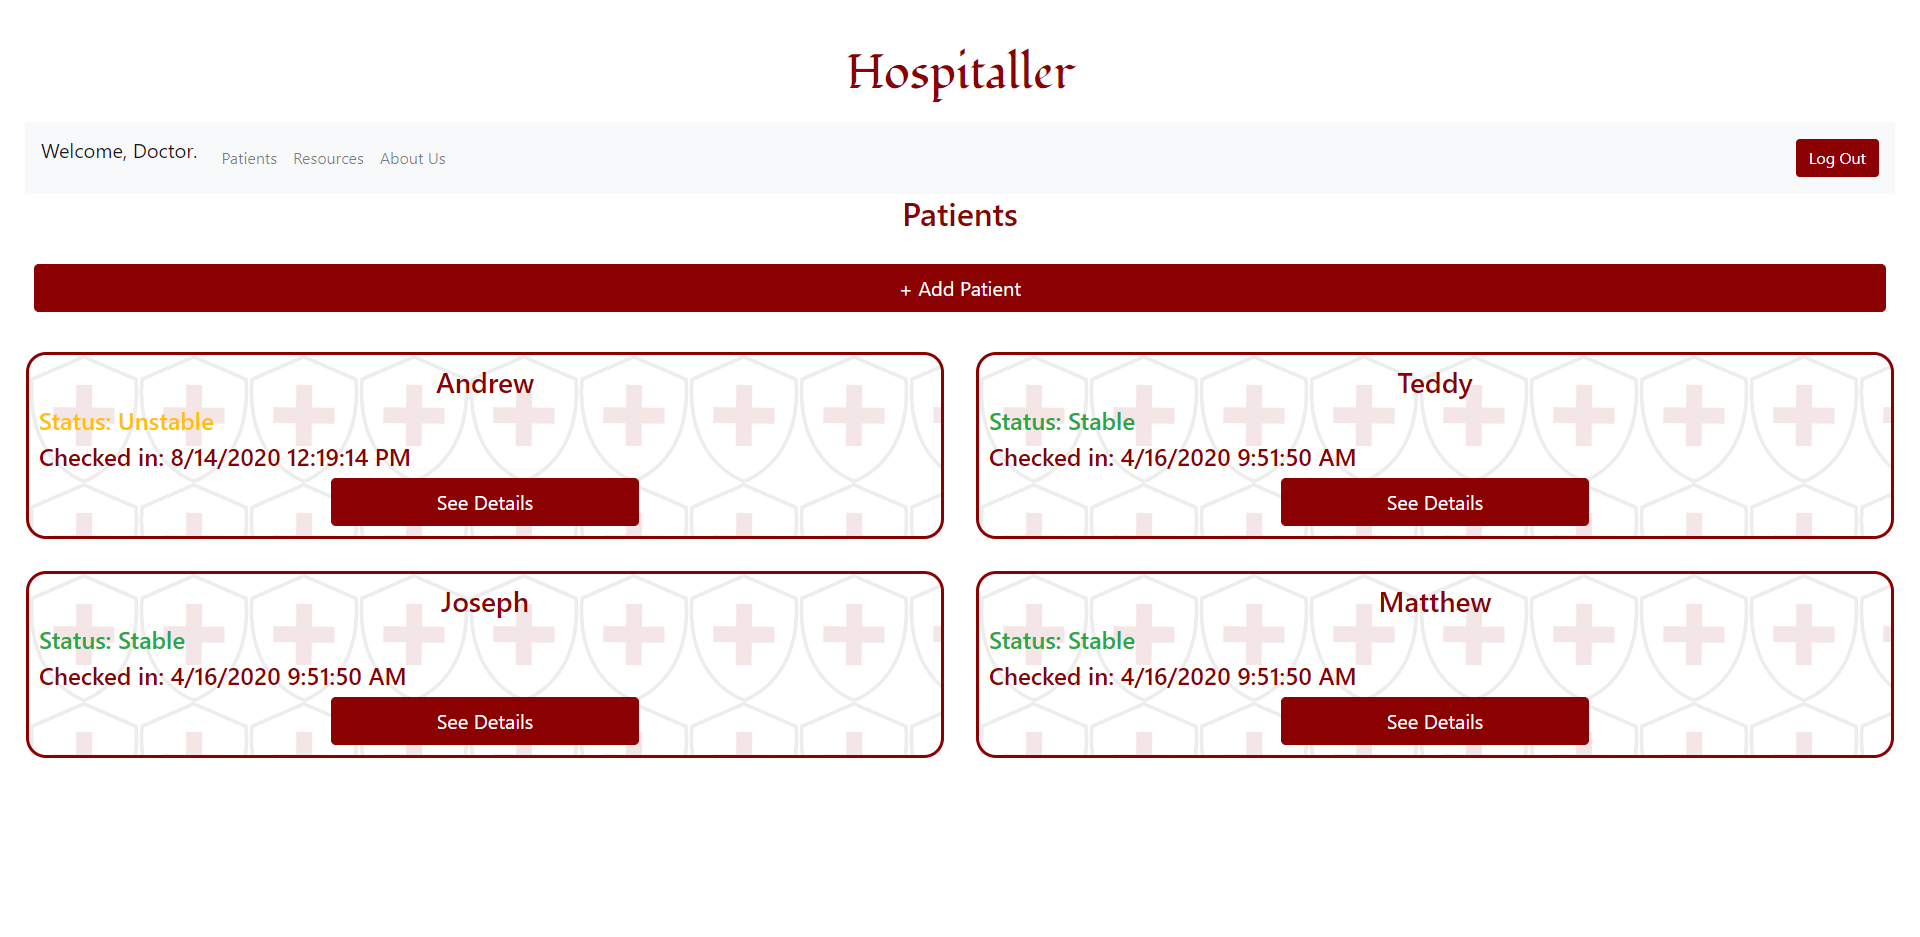 Hospitaller
Welcome, Doctor. Patients Resources About Us Log Out
Patients
+ Add Patient
Andrew
Status: Unstable
Checked in: 8/14/2020 12:19:14 PM
See Details
Teddy
Status: Stable
Checked in: 4/16/2020 9:51:50 AM
See Details
Joseph
Status: Stable
Checked in: 4/16/2020 9:51:50 AM
See Details
Matthew
Status: Stable
Checked in: 4/16/2020 9:51:50 AM
See Details